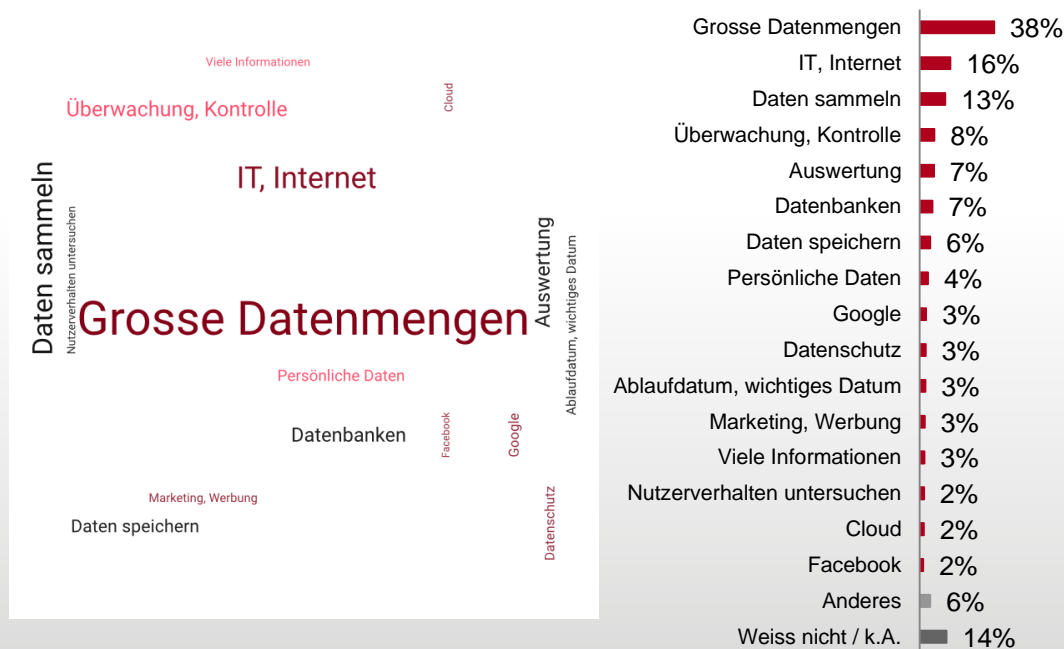 Viele Informationen
Überwachung, Kontrolle
Cloud
IT, Internet
Daten sammeln
Nutzerverhalten untersuchen
Grosse Datenmengen
Auswertung
Ablaufdatum, wichtiges Datum
Persönliche Daten
Datenbanken
Facebook
Google
Marketing, Werbung
Daten speichern
Datenschutz
Grosse Datenmengen 38%
IT, Internet 16%
Daten sammeln 13%
Überwachung, Kontrolle 8%
Auswertung 7%
Datenbanken 7%
Daten speichern 6%
Persönliche Daten 4%
Google 3%
Datenschutz 3%
Ablaufdatum, wichtiges Datum 3%
Marketing, Werbung 3%
Viele Informationen 3%
Nutzerverhalten untersuchen 2%
Cloud 2%
Facebook 2%
Anderes 6%
Weiss nicht / k.A. 14%